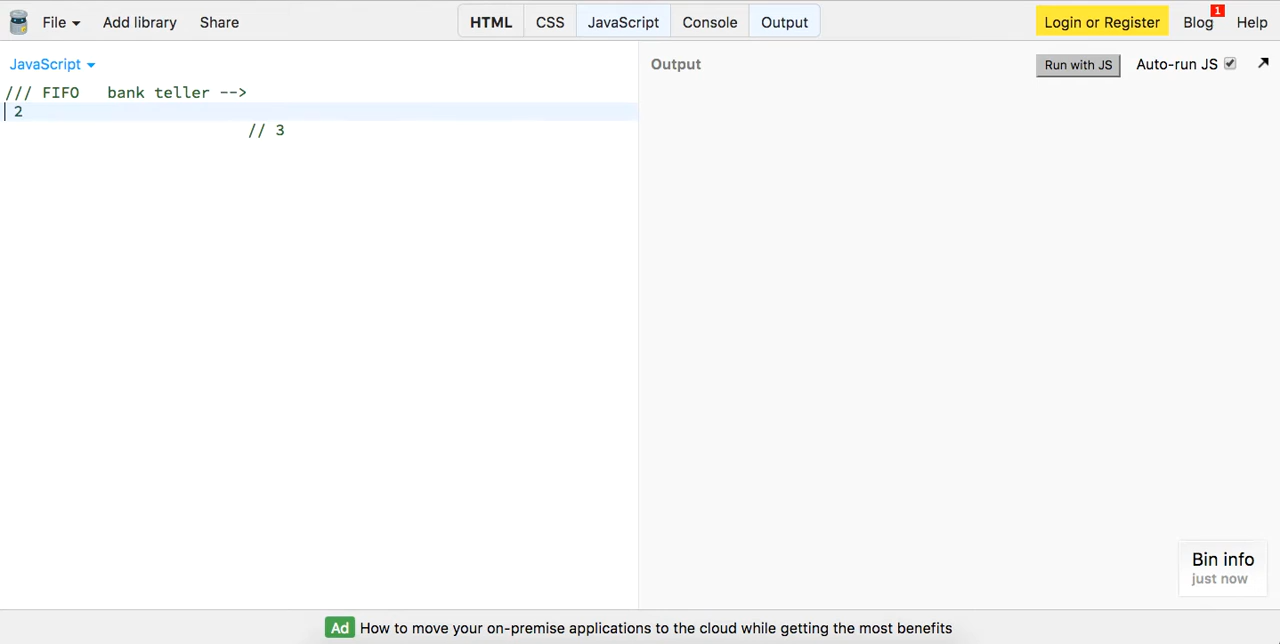 File Add library Share HTML CSS JavaScript Console Output Login or Register Blog 1 Help
JavaScript
Output Run with JS Auto-run JS
/// FIFO   bank teller -->
2
// 3
Bin info
just now
Ad How to move your on-premise applications to the cloud while getting the most benefits